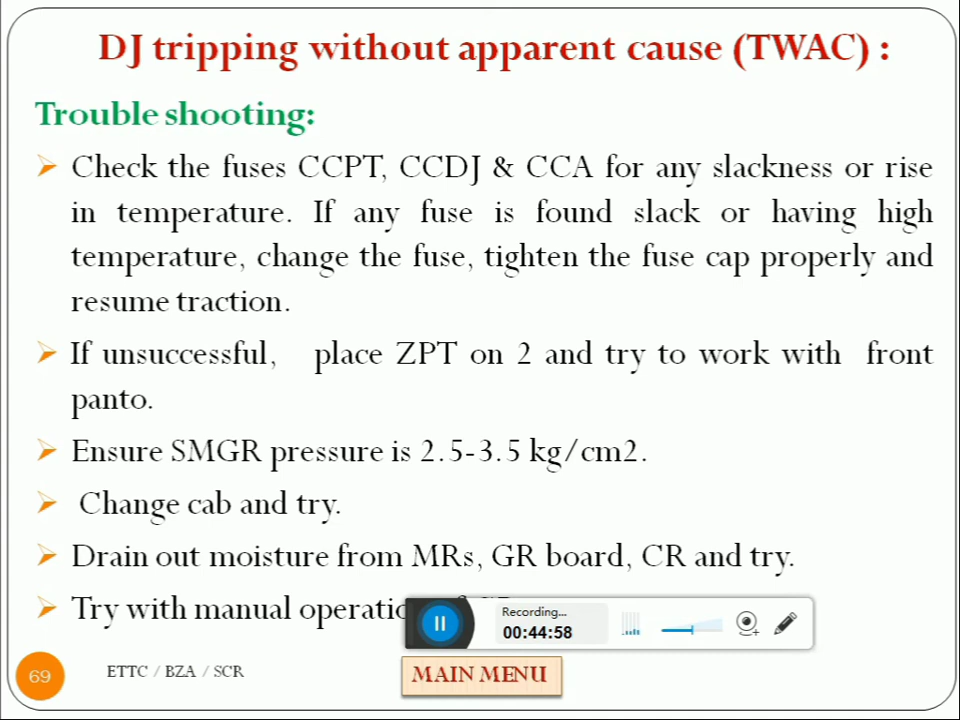 DJ tripping without apparent cause (TWAC) :
Trouble shooting:
Check the fuses CCPT, CCDJ & CCA for any slackness or rise
in temperature. If any fuse is found slack or having high
temperature, change the fuse, tighten the fuse cap properly and
resume traction.
If unsuccessful, place ZPT on 2 and try to work with front
panto.
Ensure SMGR pressure is 2.5-3.5 kg/cm2.
Change cab and try.
Drain out moisture from MRs, GR board, CR and try.
Try with manual
Recording...
00:44:58
69
ETTC / BZA / SCR
MAIN MENU